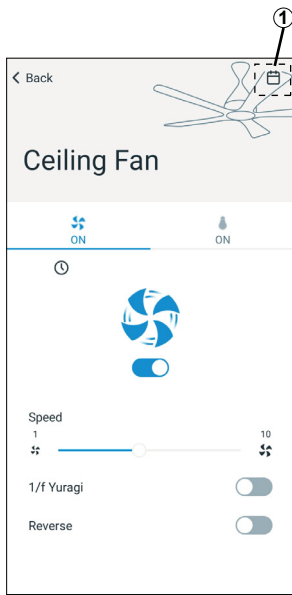 ①
Back
Ceiling Fan
ON ON
Speed
1 10
1/f Yuragi
Reverse